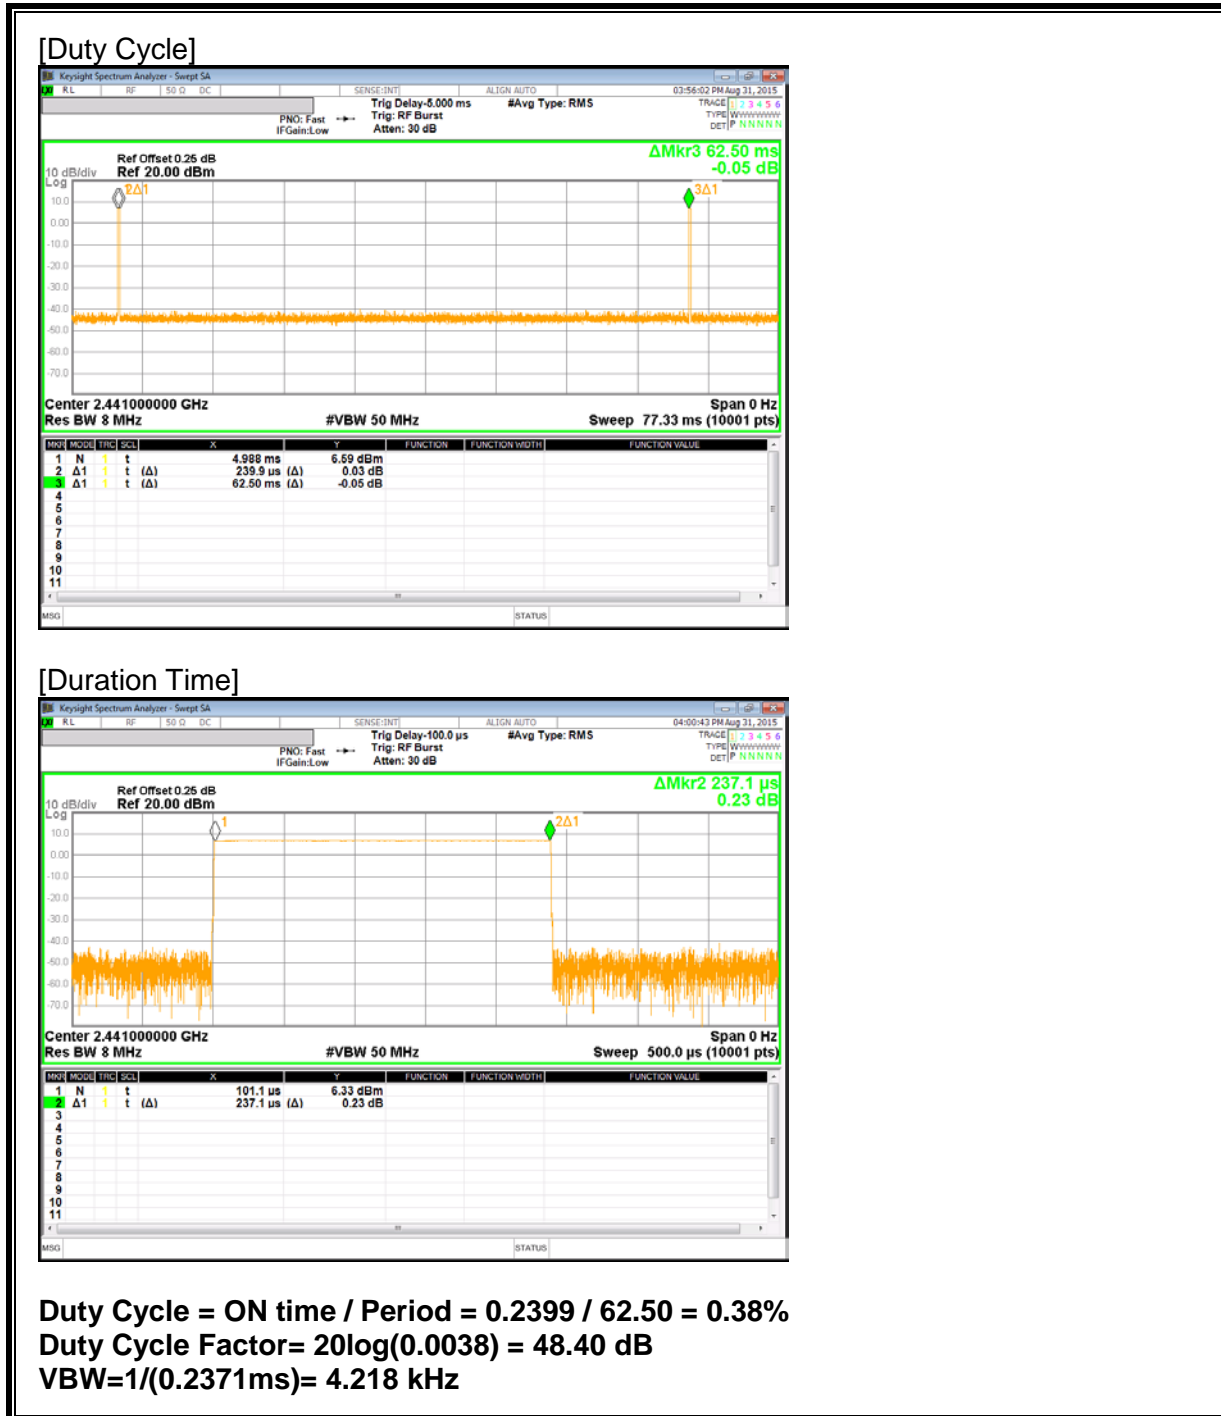 [Duty Cycle]
Keysight Spectrum Analyzer - Swept SA
RL RF 50 Ω DC SENSE:INT ALIGN AUTO 03:56:02 PM Aug 31, 2015
Trig Delay-5.000 ms #Avg Type: RMS TRACE 1 2 3 4 5 6
PNO: Fast Trig: RF Burst TYPE WWWWWW
IFGain:Low Atten: 30 dB DET P N N N N N
ΔMkr3 62.50 ms
-0.05 dB
Ref Offset 0.25 dB
10 dB/div Ref 20.00 dBm
Log
1 2Δ1 3Δ1
10.0
0.00
-10.0
-20.0
-30.0
-40.0
-50.0
-60.0
-70.0
Center 2.441000000 GHz Span 0 Hz
Res BW 8 MHz #VBW 50 MHz Sweep 77.33 ms (10001 pts)
MKR MODE TRC SCL X Y FUNCTION FUNCTION WIDTH FUNCTION VALUE
1 N 1 t 4.988 ms 6.59 dBm
2 Δ1 1 t (Δ) 239.9 µs (Δ) 0.03 dB
3 Δ1 1 t (Δ) 62.50 ms (Δ) -0.05 dB
4
5
6
7
8
9
10
11
MSG STATUS
[Duration Time]
Keysight Spectrum Analyzer - Swept SA
RL RF 50 Ω DC SENSE:INT ALIGN AUTO 04:00:43 PM Aug 31, 2015
Trig Delay-100.0 µs #Avg Type: RMS TRACE 1 2 3 4 5 6
PNO: Fast Trig: RF Burst TYPE WWWWWW
IFGain:Low Atten: 30 dB DET P N N N N N
ΔMkr2 237.1 µs
0.23 dB
Ref Offset 0.25 dB
10 dB/div Ref 20.00 dBm
Log
1 2Δ1
10.0
0.00
-10.0
-20.0
-30.0
-40.0
-50.0
-60.0
-70.0
Center 2.441000000 GHz Span 0 Hz
Res BW 8 MHz #VBW 50 MHz Sweep 500.0 µs (10001 pts)
MKR MODE TRC SCL X Y FUNCTION FUNCTION WIDTH FUNCTION VALUE
1 N 1 t 101.1 µs 6.33 dBm
2 Δ1 1 t (Δ) 237.1 µs (Δ) 0.23 dB
3
4
5
6
7
8
9
10
11
MSG STATUS
Duty Cycle = ON time / Period = 0.2399 / 62.50 = 0.38%
Duty Cycle Factor= 20log(0.0038) = 48.40 dB
VBW=1/(0.2371ms)= 4.218 kHz